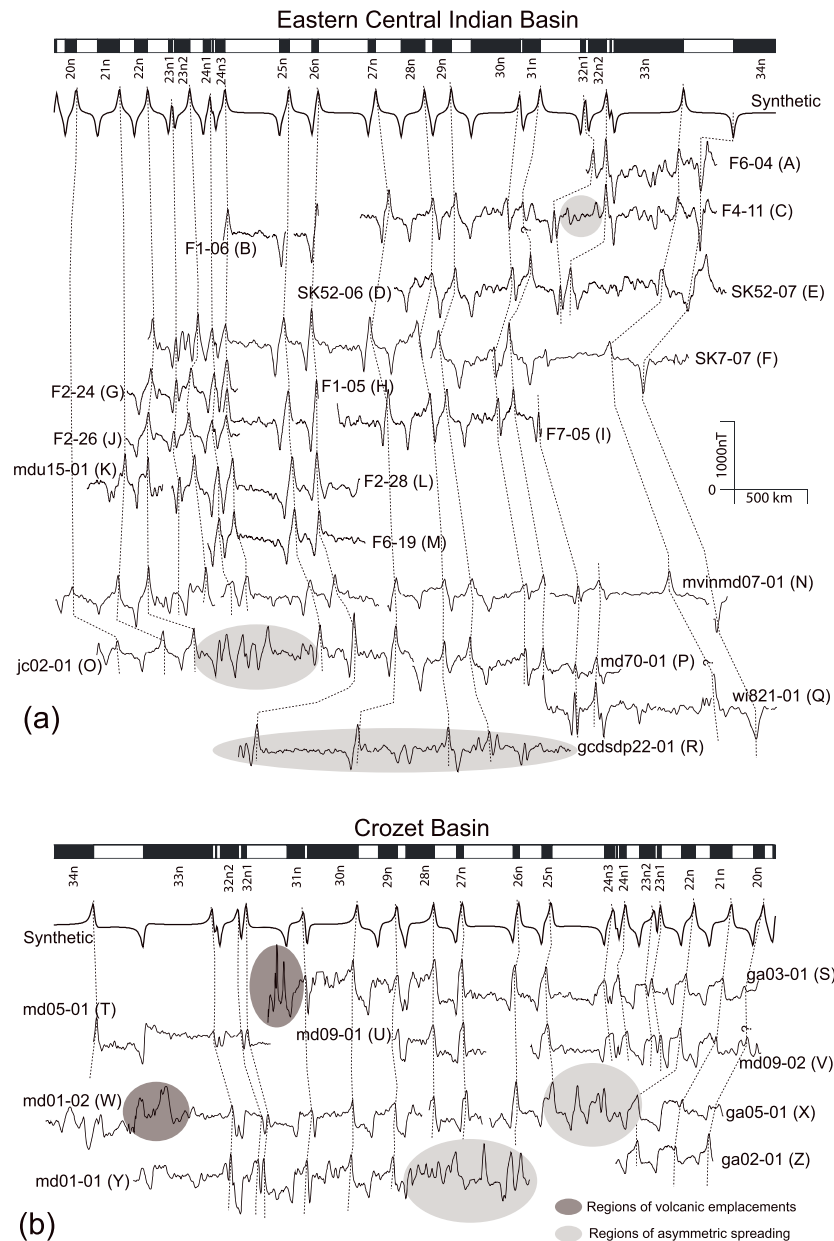 Eastern Central Indian Basin
20n 21n 22n 23n1 23n2 24n1 24n3 25n 26n 27n 28n 29n 30n 31n 32n1 32n2 33n 34n
Synthetic
F6-04 (A)
F4-11 (C)
?
F1-06 (B)
SK52-06 (D)
SK52-07 (E)
SK7-07 (F)
F2-24 (G)
F1-05 (H)
F7-05 (I)
F2-26 (J)
1000nT
0
500 km
mdu15-01 (K)
F2-28 (L)
F6-19 (M)
mvinmd07-01 (N)
jc02-01 (O)
md70-01 (P)
?
wi821-01 (Q)
(a)
gcdsdp22-01 (R)
Crozet Basin
34n 33n 32n2 32n1 31n 30n 29n 28n 27n 26n 25n 24n3 24n1 23n2 23n1 22n 21n 20n
Synthetic
ga03-01 (S)
md05-01 (T)
md09-01 (U)
?
md09-02 (V)
md01-02 (W)
ga05-01 (X)
ga02-01 (Z)
md01-01 (Y)
(b)
Regions of volcanic emplacements
Regions of asymmetric spreading